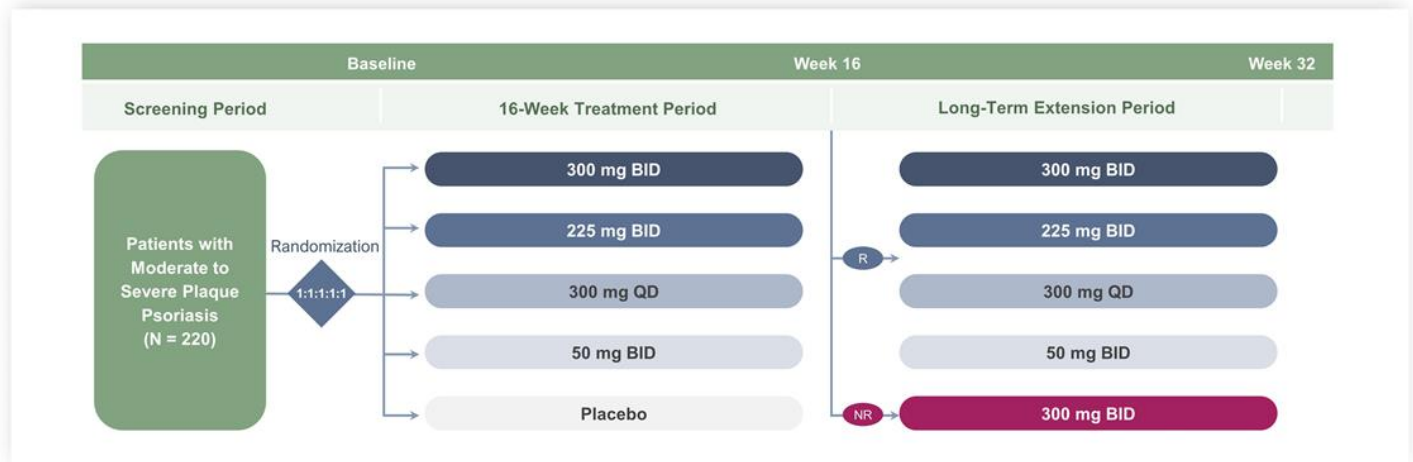 Baseline
Week 16
Week 32
Screening Period
16-Week Treatment Period
Long-Term Extension Period
Patients with
Moderate to
Severe Plaque
Psoriasis
(N = 220)
Randomization
1:1:1:1:1
300 mg BID
225 mg BID
300 mg QD
50 mg BID
Placebo
R
NR
300 mg BID
225 mg BID
300 mg QD
50 mg BID
300 mg BID